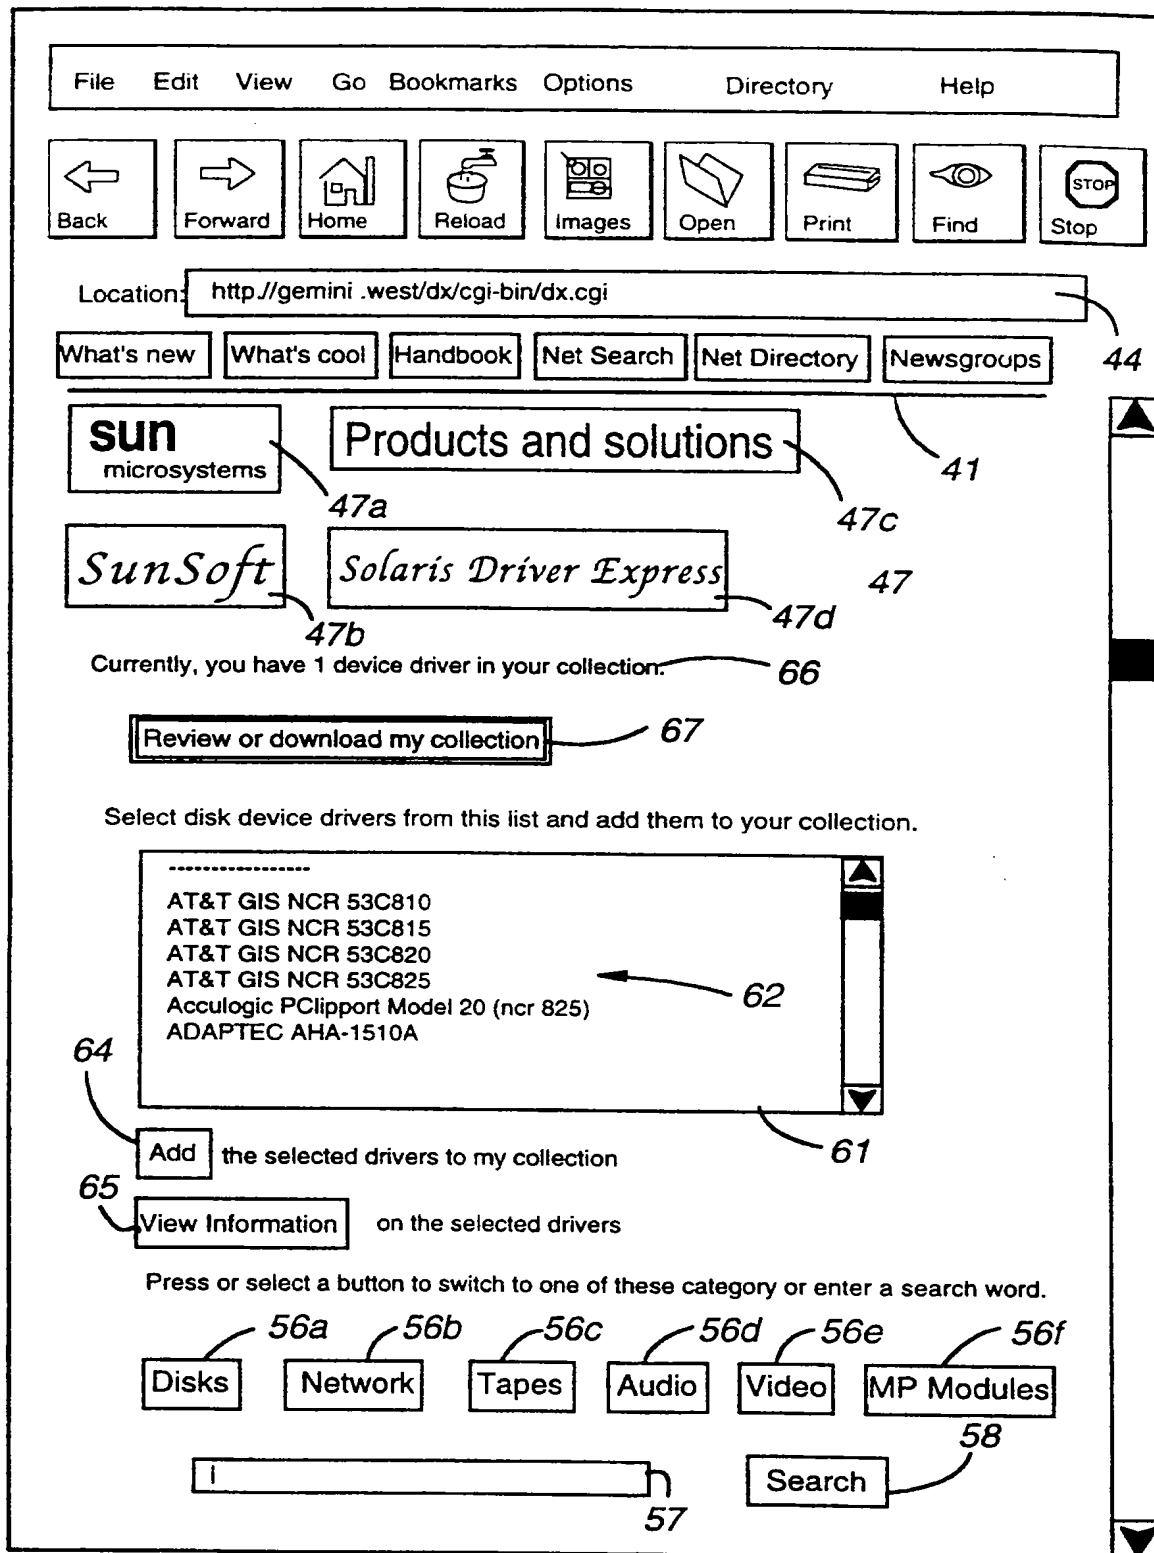 File Edit View Go Bookmarks Options Directory Help
Back Forward Home Reload Images Open Print Find STOP Stop
Location: http://gemini .west/dx/cgi-bin/dx.cgi
What's new What's cool Handbook Net Search Net Directory Newsgroups 44
sun microsystems Products and solutions 41
47a 47c
SunSoft Solaris Driver Express 47
47b 47d
Currently, you have 1 device driver in your collection. 66
Review or download my collection 67
Select disk device drivers from this list and add them to your collection.
------------------
AT&T GIS NCR 53C810
AT&T GIS NCR 53C815
AT&T GIS NCR 53C820
AT&T GIS NCR 53C825 62
Acculogic PClipport Model 20 (ncr 825)
ADAPTEC AHA-1510A
64
Add the selected drivers to my collection 61
65
View Information on the selected drivers
Press or select a button to switch to one of these category or enter a search word.
56a 56b 56c 56d 56e 56f
Disks Network Tapes Audio Video MP Modules
58
Search
57